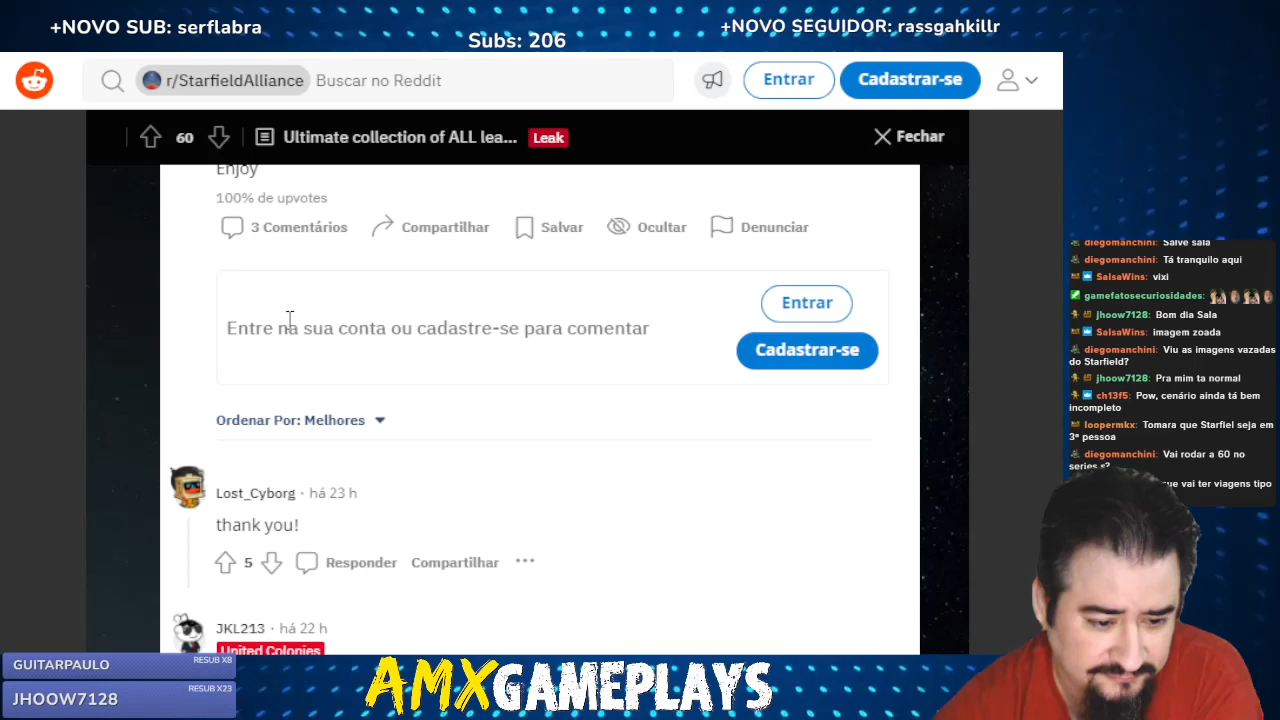 +NOVO SUB: serflabra
Subs: 206
+NOVO SEGUIDOR: rassgahkillr
r/StarfieldAlliance Buscar no Reddit
Entrar
Cadastrar-se
60
Ultimate collection of ALL lea...
Leak
Fechar
Enjoy
100% de upvotes
3 Comentários
Compartilhar
Salvar
Ocultar
Denunciar
Entre na sua conta ou cadastre-se para comentar
Entrar
Cadastrar-se
Ordenar Por: Melhores
Lost_Cyborg · há 23 h
thank you!
5
Responder
Compartilhar
JKL213 · há 22 h
United Colonies
diegomanchini: Salve sala
diegomanchini: Tá tranquilo aqui
SalsaWins: vixi
gamefatosecuriosidades:
jhoow7128: Bom dia Sala
SalsaWins: imagem zoada
diegomanchini: Viu as imagens vazadas
do Starfield?
jhoow7128: Pra mim ta normal
ch13f5: Pow, cenário ainda tá bem
incompleto
loopermkx: Tomara que Starfiel seja em
3ª pessoa
diegomanchini: Vai rodar a 60 no
series s?
vai ter viagens tipo
GUITARPAULO
RESUB X8
JHOOW7128
RESUB X23
AMXGAMEPLAYS